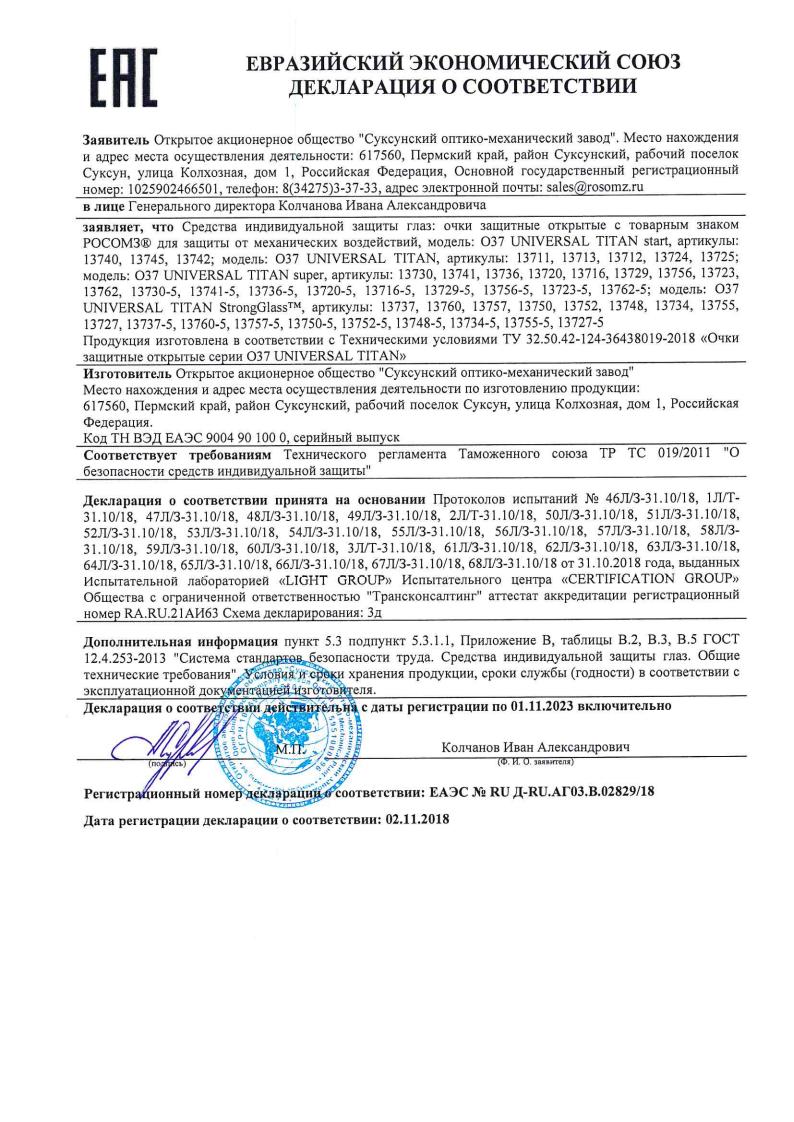 ЕАС
ЕВРАЗИЙСКИЙ ЭКОНОМИЧЕСКИЙ СОЮЗ
ДЕКЛАРАЦИЯ О СООТВЕТСТВИИ
Заявитель Открытое акционерное общество "Суксунский оптико-механический завод". Место нахождения
и адрес места осуществления деятельности: 617560, Пермский край, район Суксунский, рабочий поселок
Суксун, улица Колхозная, дом 1, Российская Федерация, Основной государственный регистрационный
номер: 1025902466501, телефон: 8(34275)3-37-33, адрес электронной почты: sales@rosomz.ru
в лице Генерального директора Колчанова Ивана Александровича
заявляет, что Средства индивидуальной защиты глаз: очки защитные открытые с товарным знаком
РОСОМЗ® для защиты от механических воздействий, модель: О37 UNIVERSAL TITAN start, артикулы:
13740, 13745, 13742; модель: О37 UNIVERSAL TITAN, артикулы: 13711, 13713, 13712, 13724, 13725;
модель: О37 UNIVERSAL TITAN super, артикулы: 13730, 13741, 13736, 13720, 13716, 13729, 13756, 13723,
13762, 13730-5, 13741-5, 13736-5, 13720-5, 13716-5, 13729-5, 13756-5, 13723-5, 13762-5; модель: О37
UNIVERSAL TITAN StrongGlass™, артикулы: 13737, 13760, 13757, 13750, 13752, 13748, 13734, 13755,
13727, 13737-5, 13760-5, 13757-5, 13750-5, 13752-5, 13748-5, 13734-5, 13755-5, 13727-5
Продукция изготовлена в соответствии с Техническими условиями ТУ 32.50.42-124-36438019-2018 «Очки
защитные открытые серии О37 UNIVERSAL TITAN»
Изготовитель Открытое акционерное общество "Суксунский оптико-механический завод"
Место нахождения и адрес места осуществления деятельности по изготовлению продукции:
617560, Пермский край, район Суксунский, рабочий поселок Суксун, улица Колхозная, дом 1, Российская
Федерация.
Код ТН ВЭД ЕАЭС 9004 90 100 0, серийный выпуск
Соответствует требованиям Технического регламента Таможенного союза ТР ТС 019/2011 "О
безопасности средств индивидуальной защиты"
Декларация о соответствии принята на основании Протоколов испытаний № 46Л/З-31.10/18, 1Л/Т-
31.10/18, 47Л/З-31.10/18, 48Л/З-31.10/18, 49Л/З-31.10/18, 2Л/Т-31.10/18, 50Л/З-31.10/18, 51Л/З-31.10/18,
52Л/З-31.10/18, 53Л/З-31.10/18, 54Л/З-31.10/18, 55Л/З-31.10/18, 56Л/З-31.10/18, 57Л/З-31.10/18, 58Л/З-
31.10/18, 59Л/З-31.10/18, 60Л/З-31.10/18, 3Л/Т-31.10/18, 61Л/З-31.10/18, 62Л/З-31.10/18, 63Л/З-31.10/18,
64Л/З-31.10/18, 65Л/З-31.10/18, 66Л/З-31.10/18, 67Л/З-31.10/18, 68Л/З-31.10/18 от 31.10.2018 года, выданных
Испытательной лабораторией «LIGHT GROUP» Испытательного центра «CERTIFICATION GROUP»
Общества с ограниченной ответственностью "Трансконсалтинг" аттестат аккредитации регистрационный
номер RA.RU.21АИ63 Схема декларирования: 3д
Дополнительная информация пункт 5.3 подпункт 5.3.1.1, Приложение В, таблицы В.2, В.3, В.5 ГОСТ
12.4.253-2013 "Система стандартов безопасности труда. Средства индивидуальной защиты глаз. Общие
технические требования". Условия и сроки хранения продукции, сроки службы (годности) в соответствии с
эксплуатационной документацией изготовителя.
Декларация о соответствии действительна с даты регистрации по 01.11.2023 включительно
М.П.
Колчанов Иван Александрович
(подпись)
(Ф. И. О. заявителя)
Регистрационный номер декларации о соответствии: ЕАЭС № RU Д-RU.АГ03.В.02829/18
Дата регистрации декларации о соответствии: 02.11.2018